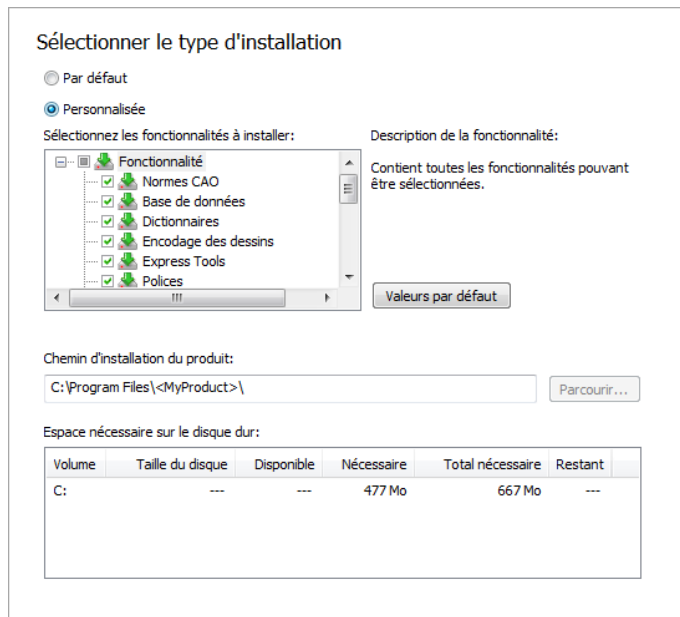 Sélectionner le type d'installation
Par défaut
Personnalisée
Sélectionnez les fonctionnalités à installer:
Description de la fonctionnalité:
Fonctionnalité
Normes CAO
Base de données
Dictionnaires
Encodage des dessins
Express Tools
Polices
Contient toutes les fonctionnalités pouvant
être sélectionnées.
Valeurs par défaut
Chemin d'installation du produit:
C:\Program Files\<MyProduct>\
Parcourir...
Espace nécessaire sur le disque dur:
Volume Taille du disque Disponible Nécessaire Total nécessaire Restant
C: --- --- 477 Mo 667 Mo ---